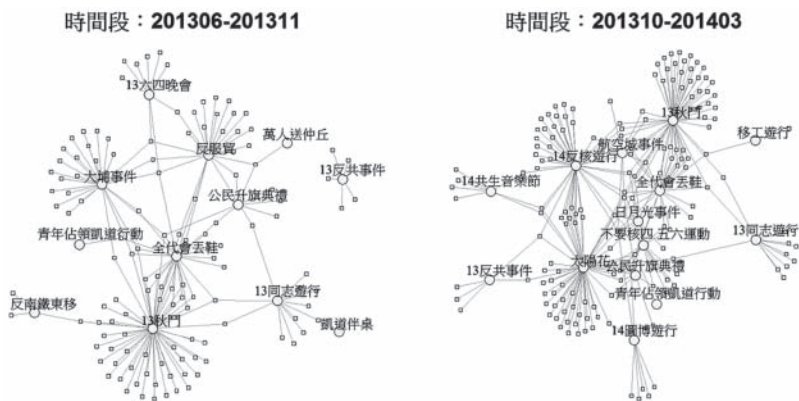 時間段：201306-201311
13六四晚會
反服貿
萬人送仲丘
大埔事件
13反共事件
公民升旗典禮
青年佔領凱道行動
全代會丟鞋
反南鐵東移
13同志遊行
13秋鬥
凱道伴桌
時間段：201310-201403
13秋鬥
移工遊行
航空城事件
14反核遊行
14共生音樂節
全代會丟鞋
日月光事件
不要核四、五六運動
13同志遊行
太陽花
公民升旗典禮
13反共事件
青年佔領凱道行動
14圖博遊行